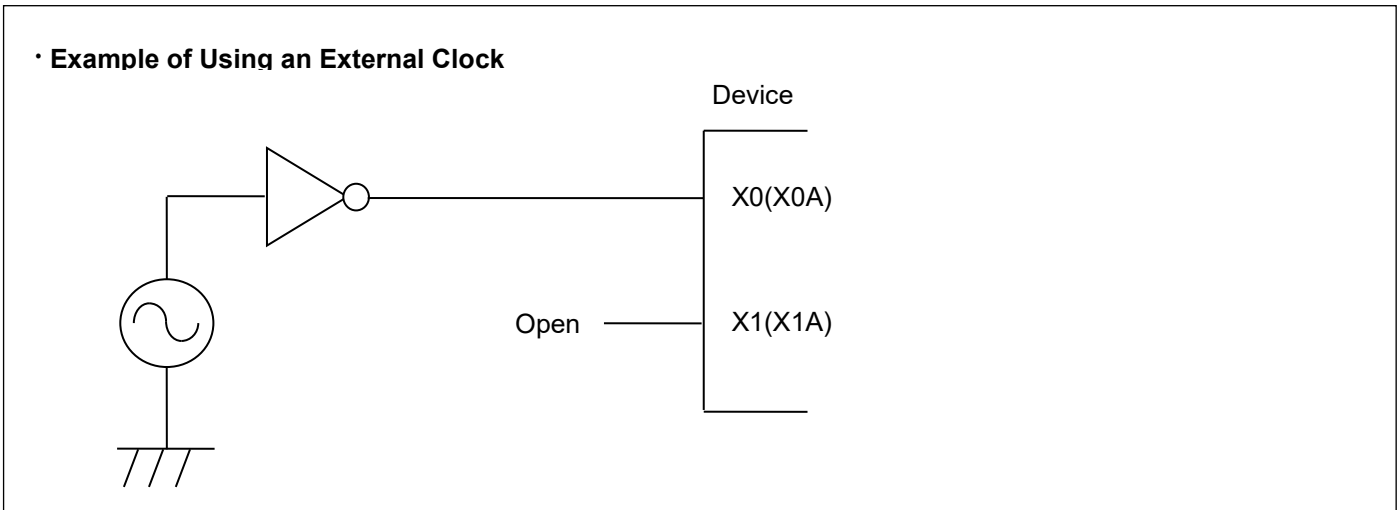 ・Example of Using an External Clock
Device
X0(X0A)
Open
X1(X1A)